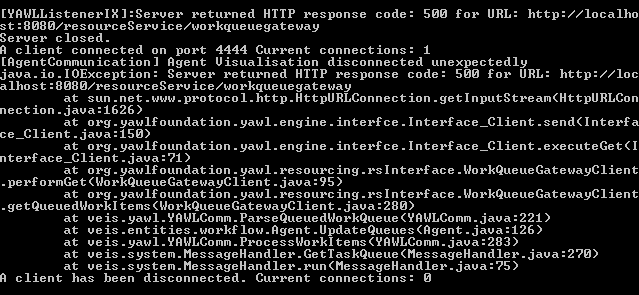 [YAWLListenerIX]:Server returned HTTP response code: 500 for URL: http://localho
st:8080/resourceService/workqueuegateway
Server closed.
A client connected on port 4444 Current connections: 1
[AgentCommunication] Agent Visualisation disconnected unexpectedly
java.io.IOException: Server returned HTTP response code: 500 for URL: http://loc
alhost:8080/resourceService/workqueuegateway
at sun.net.www.protocol.http.HttpURLConnection.getInputStream(HttpURLCon
nection.java:1626)
at org.yawlfoundation.yawl.engine.interfce.Interface_Client.send(Interfa
ce_Client.java:150)
at org.yawlfoundation.yawl.engine.interfce.Interface_Client.executeGet(I
nterface_Client.java:71)
at org.yawlfoundation.yawl.resourcing.rsInterface.WorkQueueGatewayClient
.performGet(WorkQueueGatewayClient.java:95)
at org.yawlfoundation.yawl.resourcing.rsInterface.WorkQueueGatewayClient
.getQueuedWorkItems(WorkQueueGatewayClient.java:280)
at veis.yawl.YAWLComm.ParseQueuedWorkQueue(YAWLComm.java:221)
at veis.entities.workflow.Agent.UpdateQueues(Agent.java:126)
at veis.yawl.YAWLComm.ProcessWorkItems(YAWLComm.java:283)
at veis.system.MessageHandler.GetTaskQueue(MessageHandler.java:270)
at veis.system.MessageHandler.run(MessageHandler.java:75)
A client has been disconnected. Current connections: 0